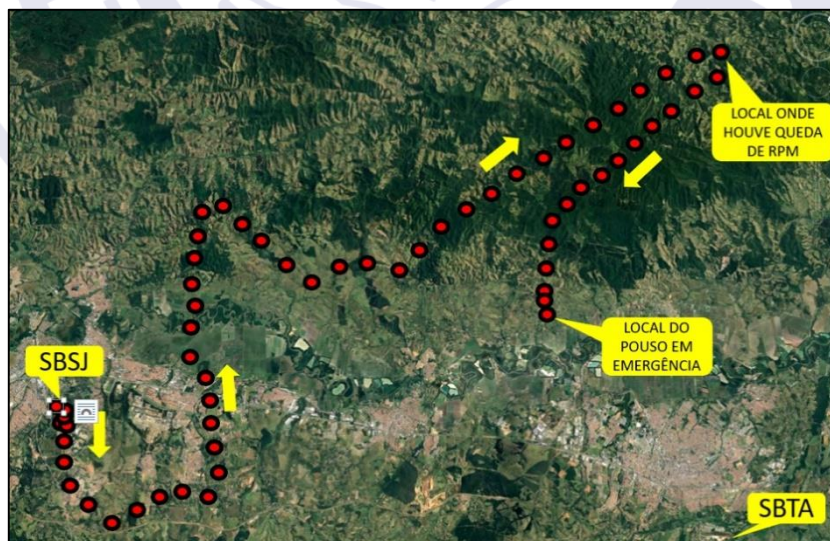 LOCAL ONDE
HOUVE QUEDA
DE RPM
LOCAL DO
POUSO EM
EMERGÊNCIA
SBSJ
SBTA